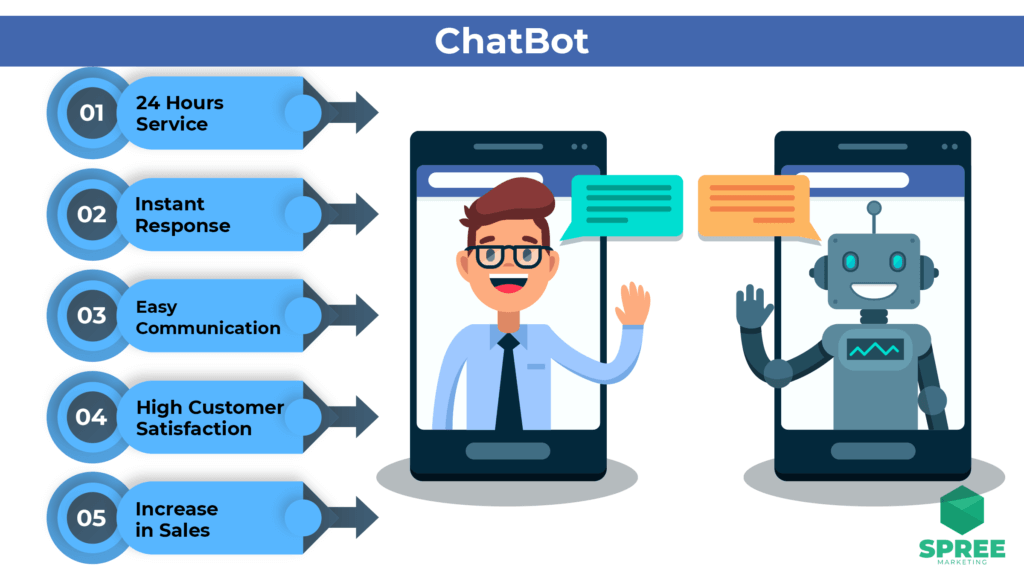 ChatBot
01
24 Hours
Service
02
Instant
Response
03
Easy
Communication
04
High Customer
Satisfaction
05
Increase
in Sales
SPREE
MARKETING